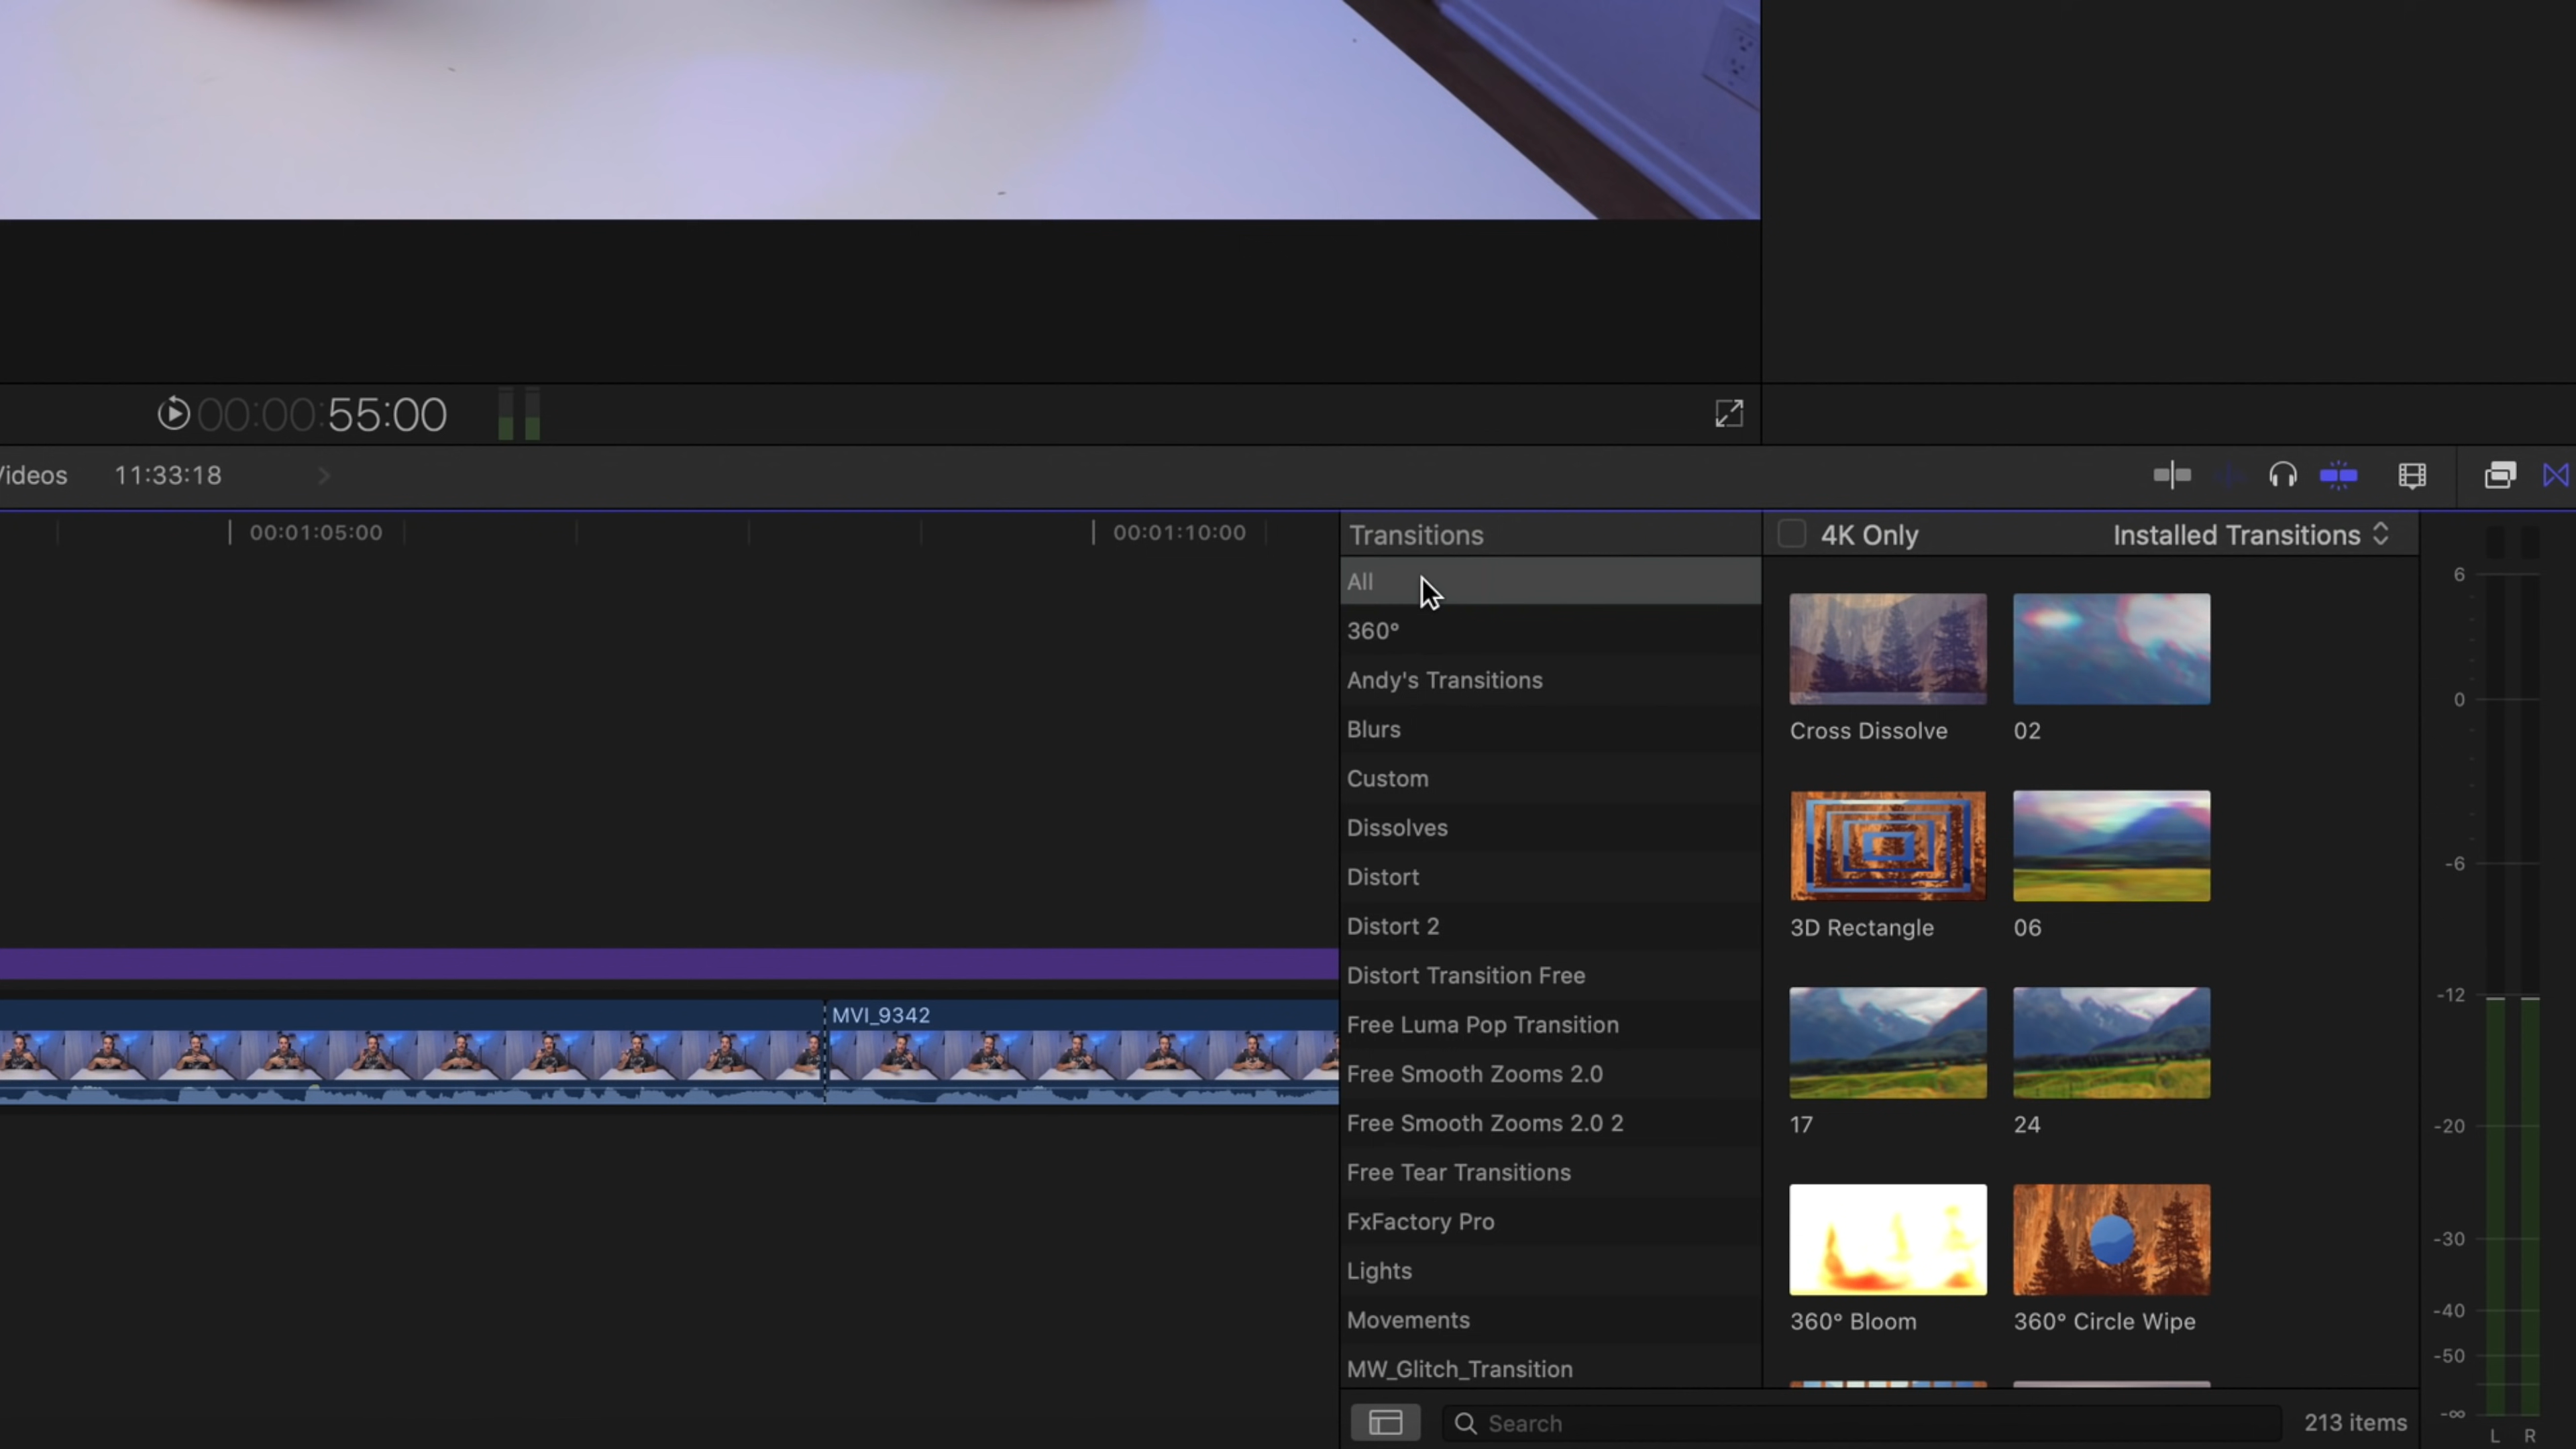 00:00:55:00
Videos 11:33:18
00:01:05:00 00:01:10:00
Transitions
4K Only Installed Transitions
All
360°
Andy's Transitions
Blurs
Custom
Dissolves
Distort
Distort 2
Distort Transition Free
Free Luma Pop Transition
Free Smooth Zooms 2.0
Free Smooth Zooms 2.0 2
Free Tear Transitions
FxFactory Pro
Lights
Movements
MW_Glitch_Transition
Cross Dissolve 02
3D Rectangle 06
17 24
360° Bloom 360° Circle Wipe
MVI_9342
Search
213 items
6
0
-6
-12
-20
-30
-40
-50
-∞
L R